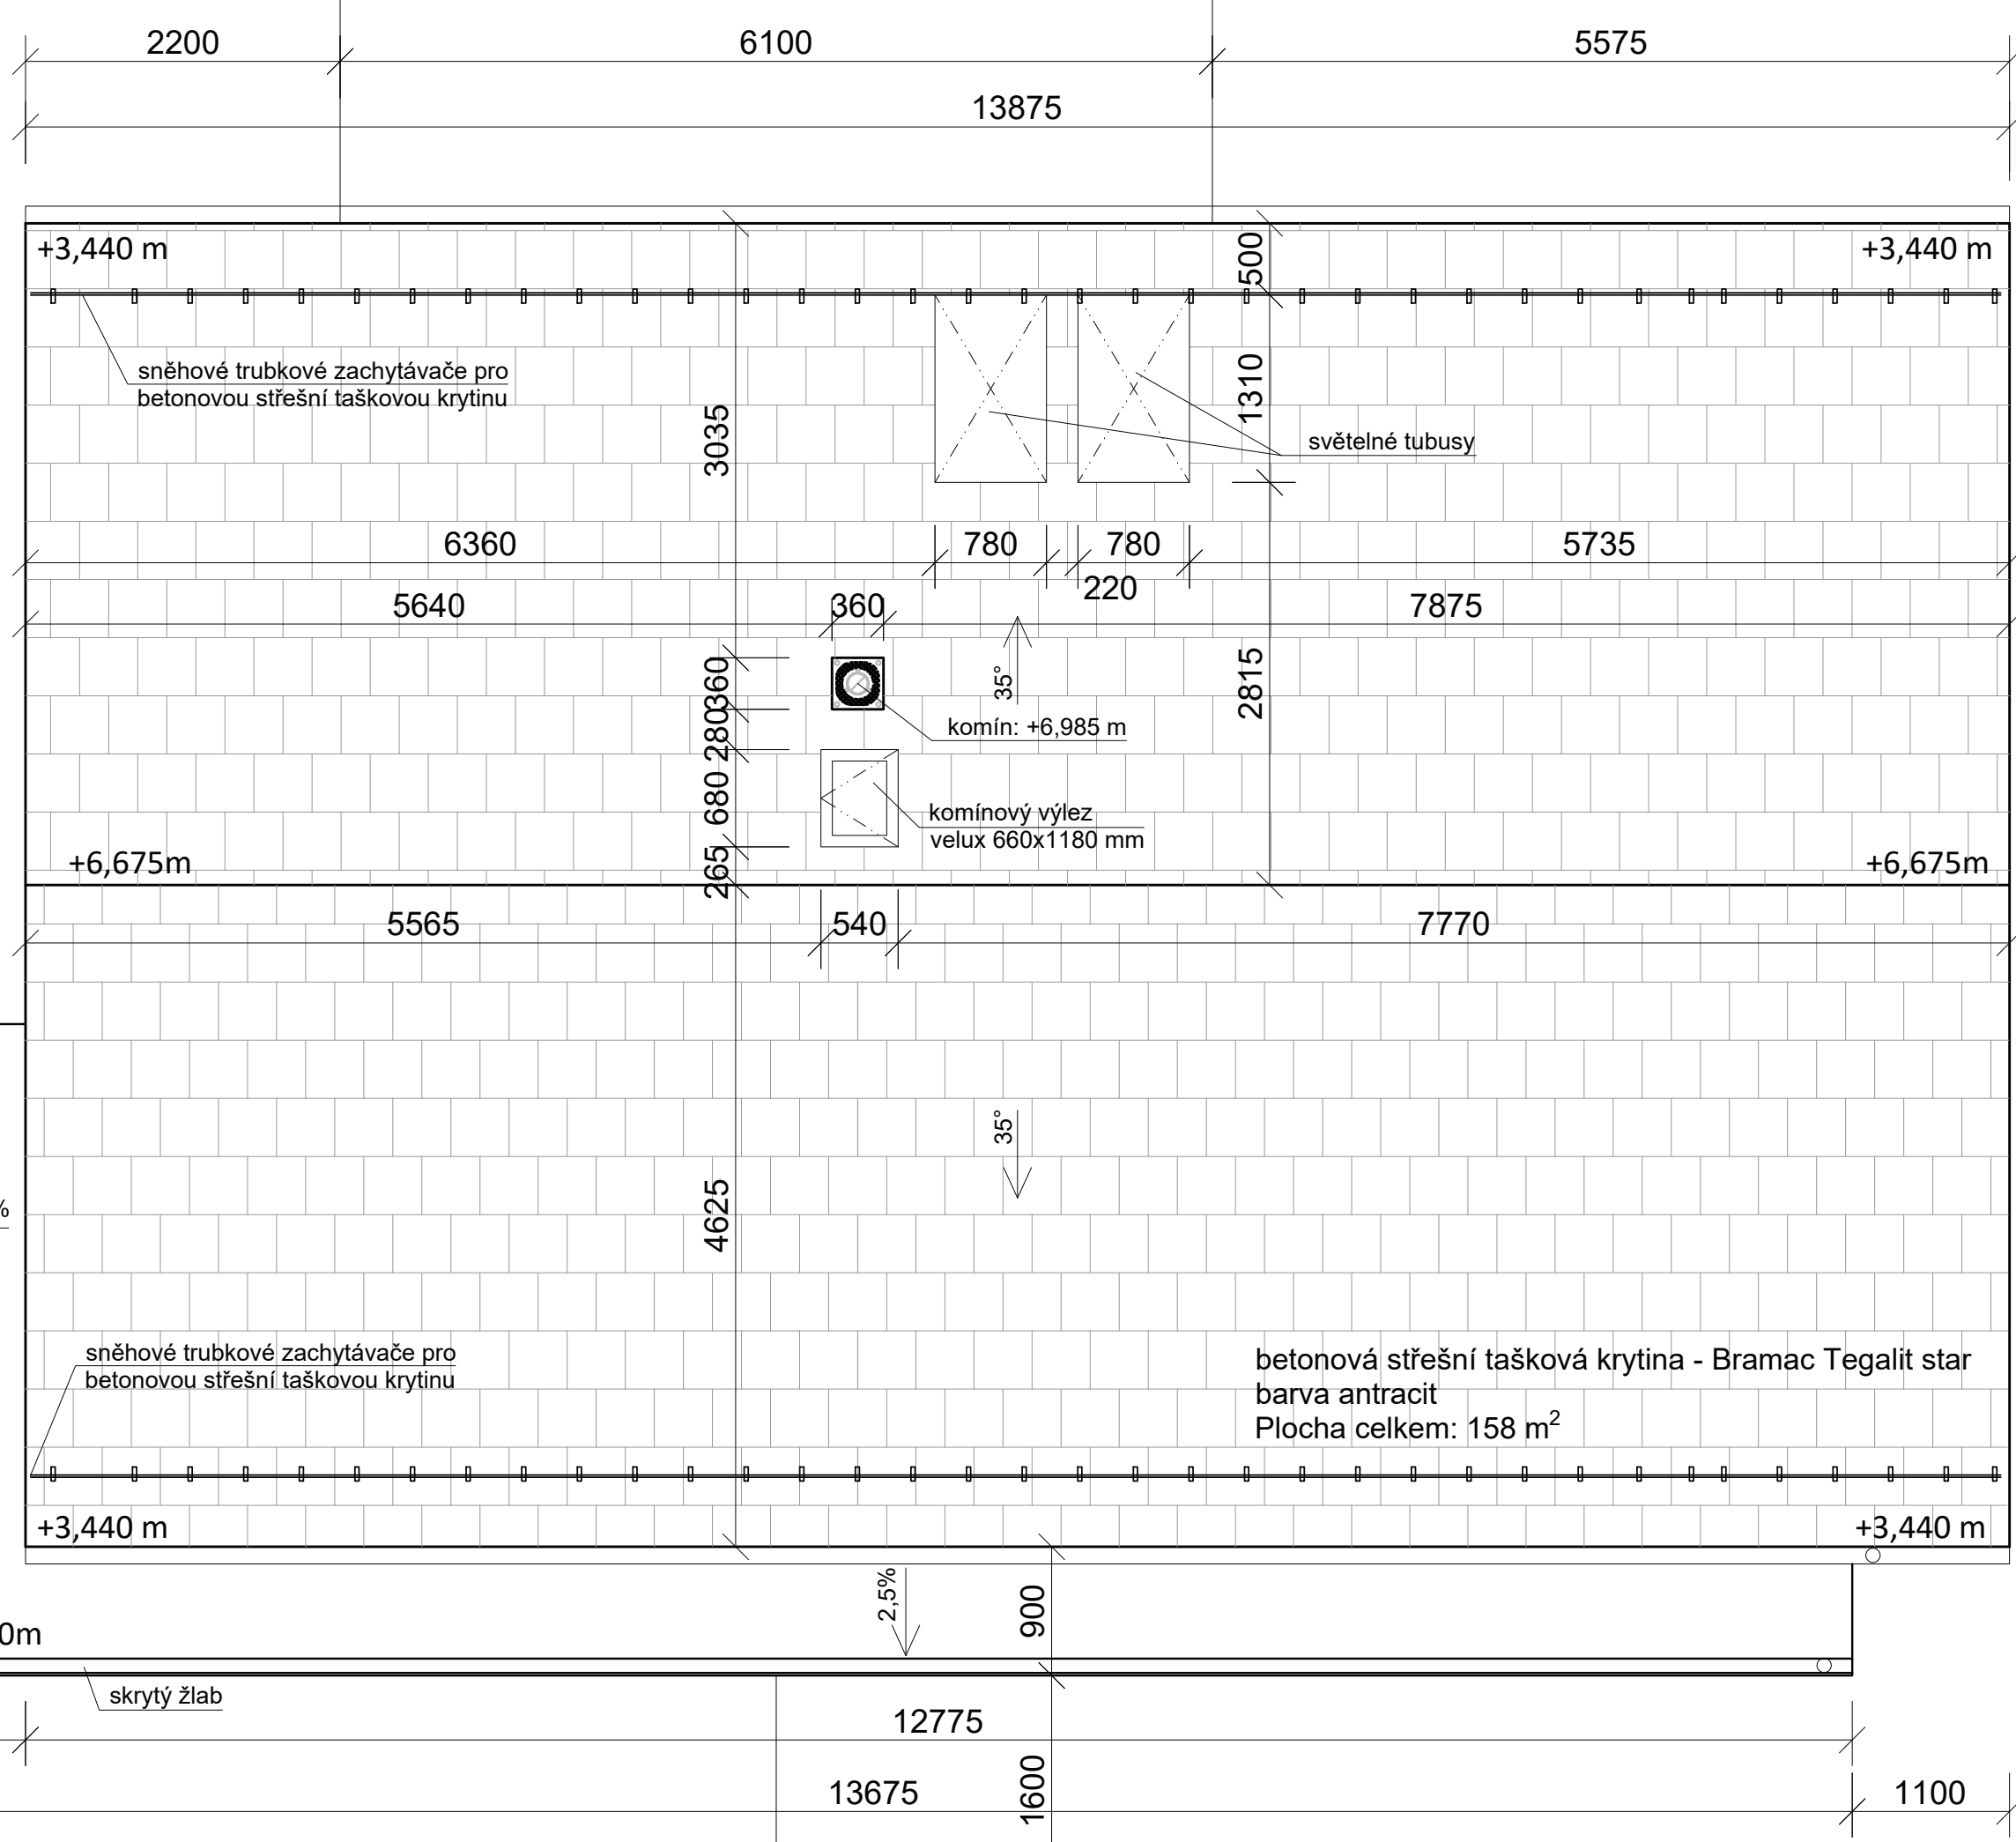 2200
6100
5575
13875
+3,440 m
+3,440 m
500
sněhové trubkové zachytávače pro
betonovou střešní taškovou krytinu
1310
3035
světelné tubusy
6360
780
780
5735
220
5640
360
7875
360
35°
2815
280
komín: +6,985 m
680
komínový výlez
velux 660x1180 mm
265
+6,675m
+6,675m
5565
540
7770
35°
4625
%
sněhové trubkové zachytávače pro
betonovou střešní taškovou krytinu
betonová střešní tašková krytina - Bramac Tegalit star
barva antracit
Plocha celkem: 158 m²
+3,440 m
+3,440 m
2,5%
900
0m
skrytý žlab
12775
1600
13675
1100